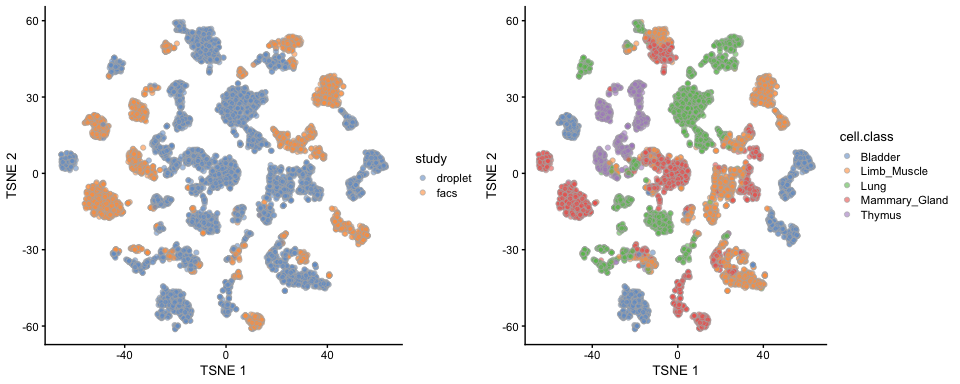 60
30
0
-30
-60
TSNE 2
-40
0
40
TSNE 1
study
droplet
facs
60
30
0
-30
-60
TSNE 2
-40
0
40
TSNE 1
cell.class
Bladder
Limb_Muscle
Lung
Mammary_Gland
Thymus